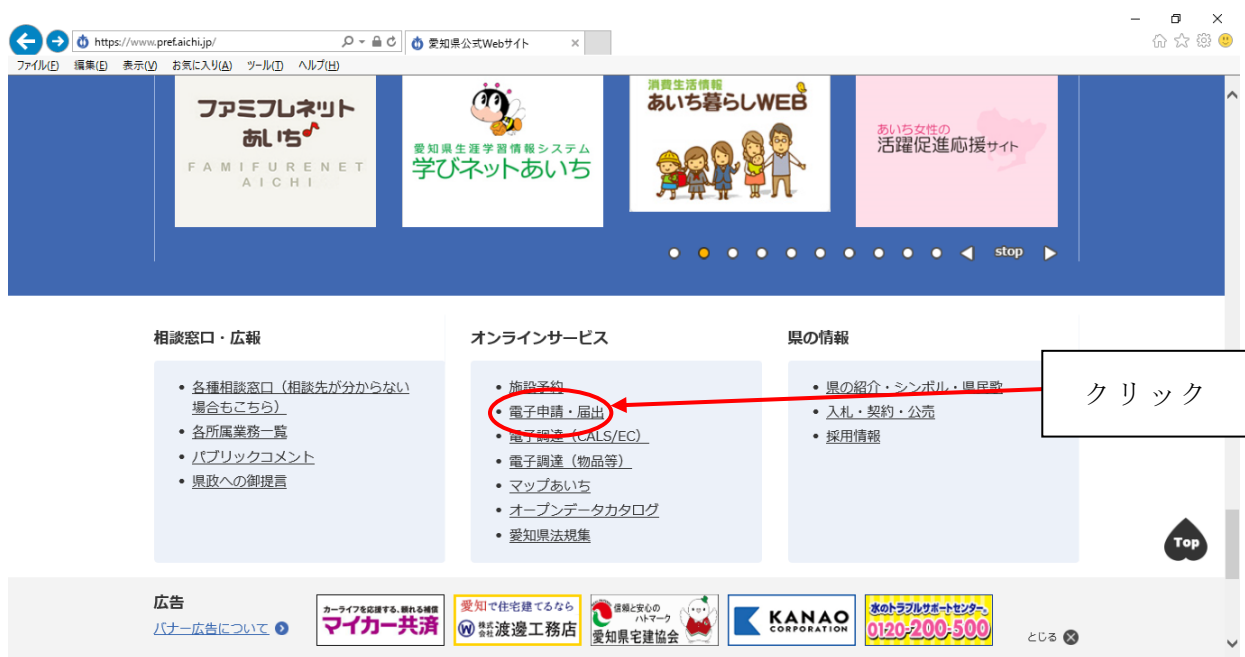 https://www.pref.aichi.jp/
愛知県公式Webサイト
ファイル(F) 編集(E) 表示(V) お気に入り(A) ツール(T) ヘルプ(H)
ファミフレネット
あいち
FAMIFURENET
AICHI
愛知県生涯学習情報システム
学びネットあいち
消費生活情報
あいち暮らしWEB
あいち女性の
活躍促進応援サイト
stop
相談窓口・広報
・各種相談窓口（相談先が分からない
場合もこちら）
・各所属業務一覧
・パブリックコメント
・県政への御提言
オンラインサービス
・施設予約
・電子申請・届出
・電子調達（CALS/EC）
・電子調達（物品等）
・マップあいち
・オープンデータカタログ
・愛知県法規集
県の情報
・県の紹介・シンボル・県民歌
・入札・契約・公売
・採用情報
クリック
Top
広告
バナー広告について
カーライフを応援する、頼れる補償
マイカー共済
愛知で住宅建てるなら
株式会社渡邊工務店
信頼と安心の
ハトマーク
愛知県宅建協会
KANAO
CORPORATION
水のトラブルサポートセンター
0120-200-500
とじる